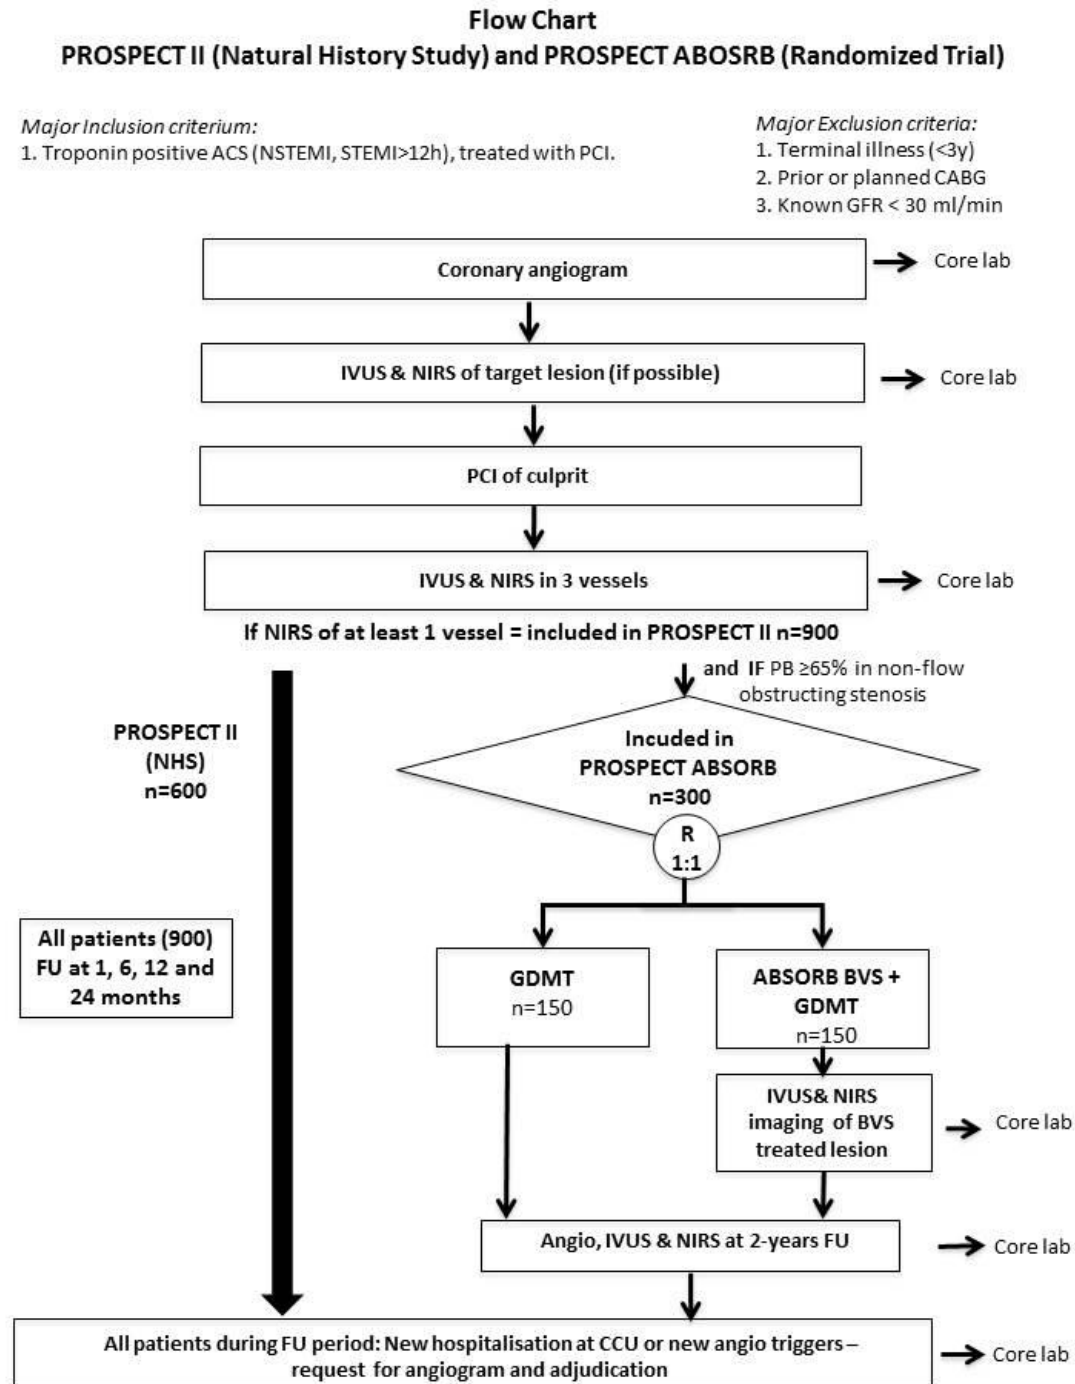 Flow Chart
PROSPECT II (Natural History Study) and PROSPECT ABOSRB (Randomized Trial)
Major Inclusion criterium:
1. Troponin positive ACS (NSTEMI, STEMI>12h), treated with PCI.
Major Exclusion criteria:
1. Terminal illness (<3y)
2. Prior or planned CABG
3. Known GFR < 30 ml/min
Coronary angiogram
Core lab
IVUS & NIRS of target lesion (if possible)
Core lab
PCI of culprit
IVUS & NIRS in 3 vessels
Core lab
If NIRS of at least 1 vessel = included in PROSPECT II n=900
and IF PB ≥65% in non-flow
obstructing stenosis
PROSPECT II
(NHS)
n=600
Incuded in
PROSPECT ABSORB
n=300
R
1:1
All patients (900)
FU at 1, 6, 12 and
24 months
GDMT
n=150
ABSORB BVS +
GDMT
n=150
IVUS& NIRS
imaging of BVS
treated lesion
Core lab
Angio, IVUS & NIRS at 2-years FU
Core lab
All patients during FU period: New hospitalisation at CCU or new angio triggers –
request for angiogram and adjudication
Core lab